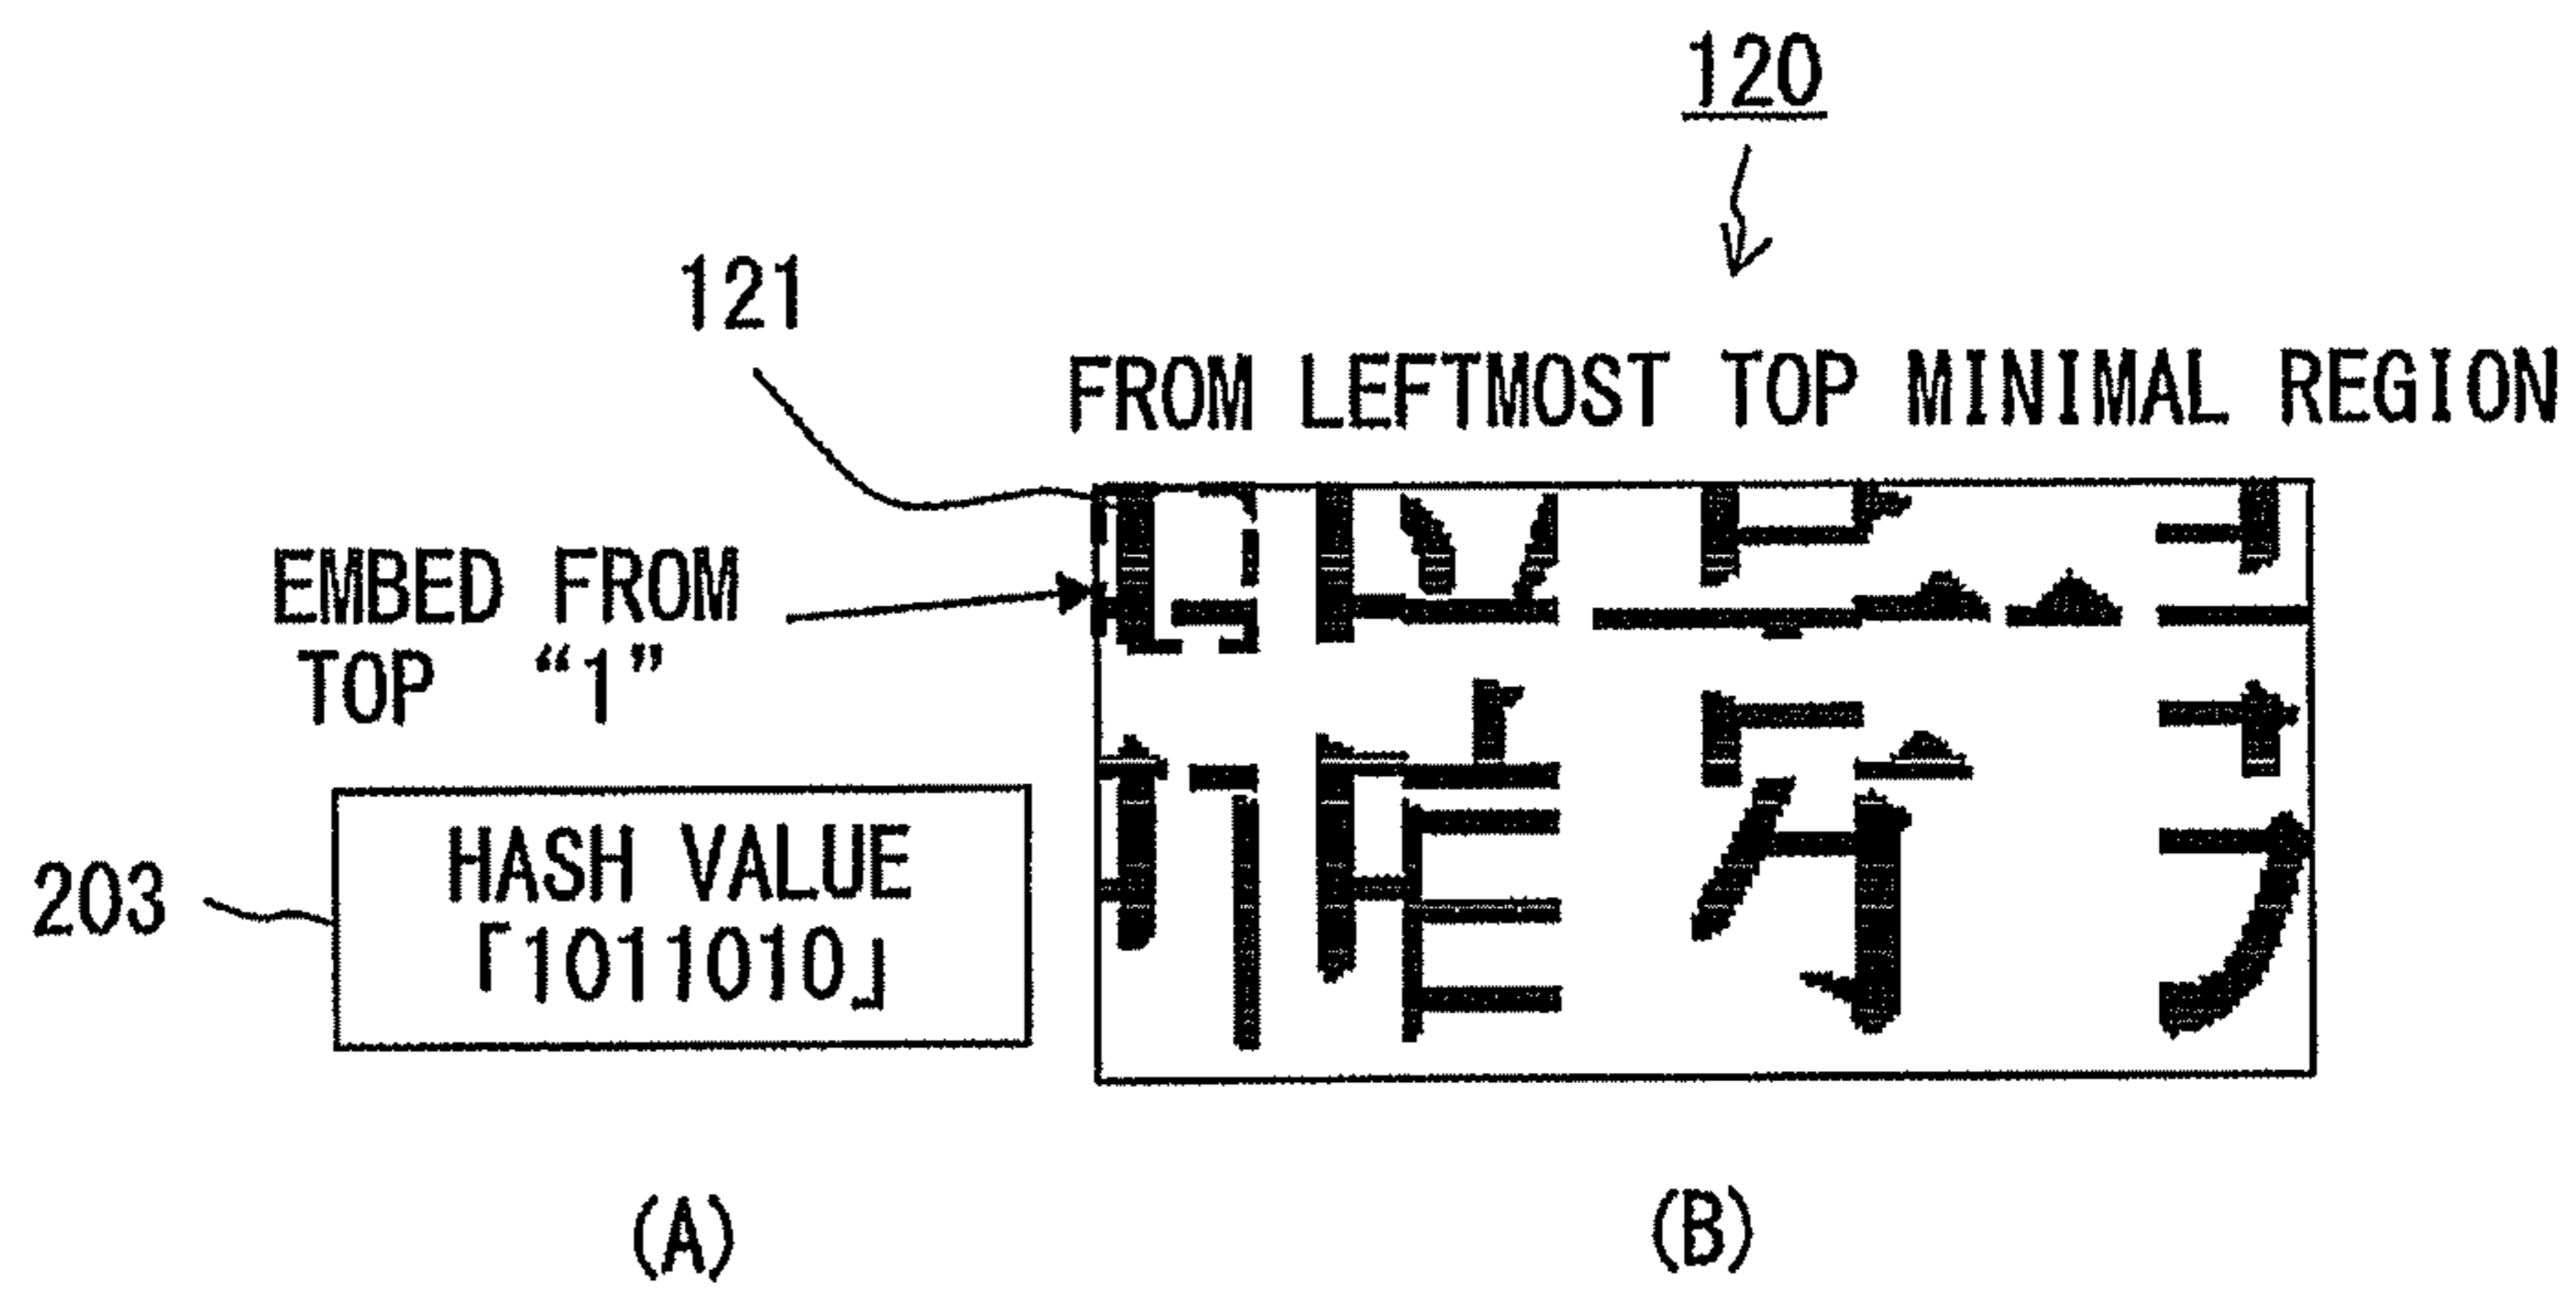 120
121
FROM LEFTMOST TOP MINIMAL REGION
EMBED FROM
TOP “1”
203
HASH VALUE
「1011010」
(A)
(B)